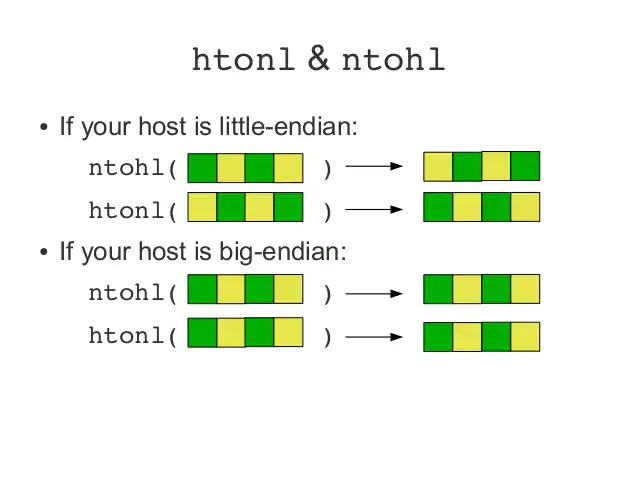 htonl & ntohl
• If your host is little-endian:
ntohl( )
htonl( )
• If your host is big-endian:
ntohl( )
htonl( )